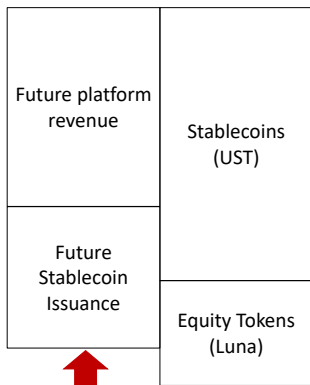 Future platform
revenue
Future
Stablecoin
Issuance
Stablecoins
(UST)
Equity Tokens
(Luna)